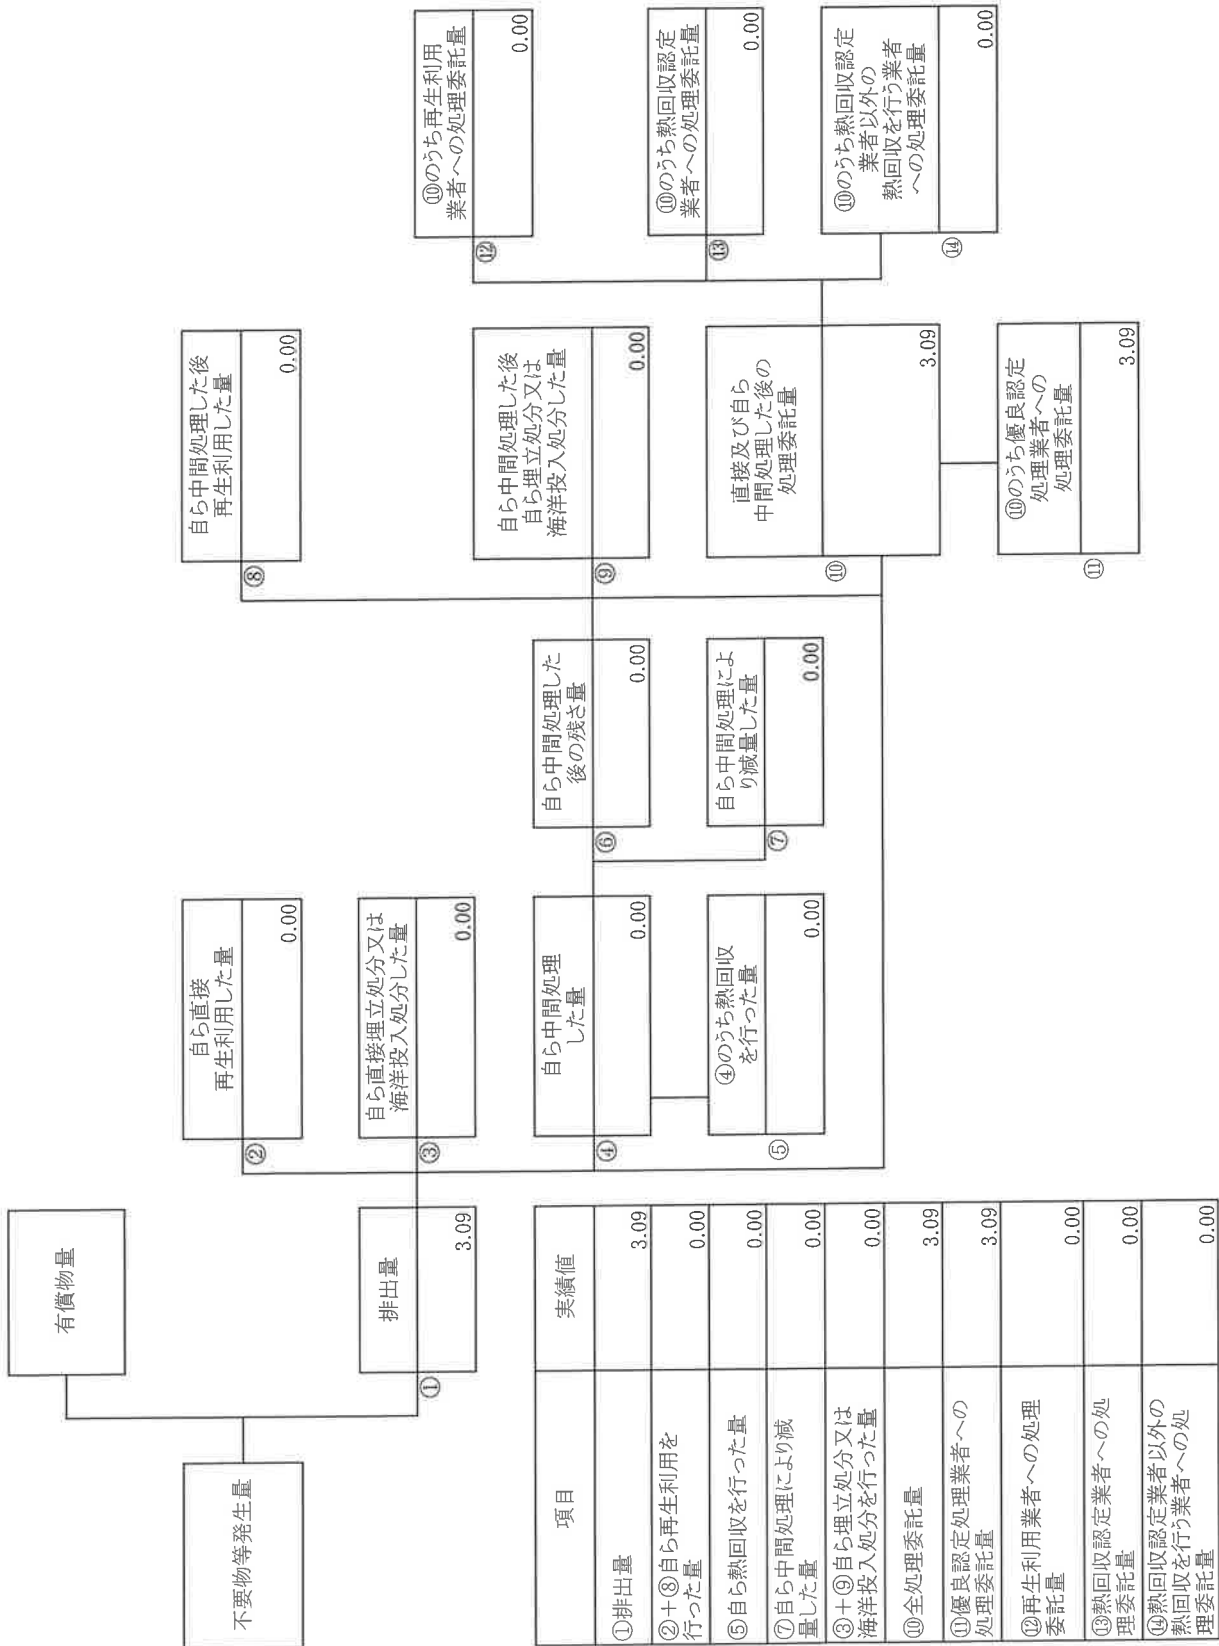 有償物量
不要物等発生量
①
排出量
3.09
②
自ら直接
再生利用した量
0.00
③
自ら直接埋立処分又は
海洋投入処分した量
0.00
④
自ら中間処理
した量
0.00
⑤
④のうち熱回収
を行った量
0.00
⑥
自ら中間処理した
後の残さ量
0.00
⑦
自ら中間処理によ
り減量した量
0.00
⑧
自ら中間処理した後
再生利用した量
0.00
⑨
自ら中間処理した後
自ら埋立処分又は
海洋投入処分した量
0.00
⑩
直接及び自ら
中間処理した後の
処理委託量
3.09
⑪
⑩のうち優良認定
処理業者への
処理委託量
3.09
⑫
⑩のうち再生利用
業者への処理委託量
0.00
⑬
⑩のうち熱回収認定
業者への処理委託量
0.00
⑭
⑩のうち熱回収認定
業者以外の
熱回収を行う業者
への処理委託量
0.00
項目 実績値
①排出量 3.09
②+⑧自ら再生利用を
行った量 0.00
⑤自ら熱回収を行った量 0.00
⑦自ら中間処理により減
量した量 0.00
③+⑨自ら埋立処分又は
海洋投入処分を行った量 0.00
⑩全処理委託量 3.09
⑪優良認定処理業者への
処理委託量 3.09
⑫再生利用業者への処理
委託量 0.00
⑬熱回収認定業者への処
理委託量 0.00
⑭熱回収認定業者以外の
熱回収を行う業者への処
理委託量 0.00